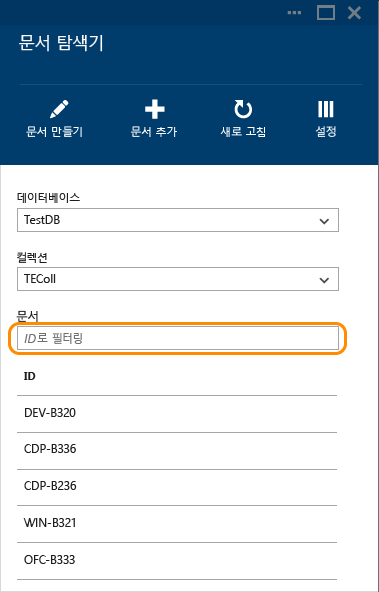 문서 탐색기
문서 만들기 문서 추가 새로 고침 설정
데이터베이스
TestDB
컬렉션
TEColl
문서
ID로 필터링
ID
DEV-B320
CDP-B336
CDP-B236
WIN-B321
OFC-B333